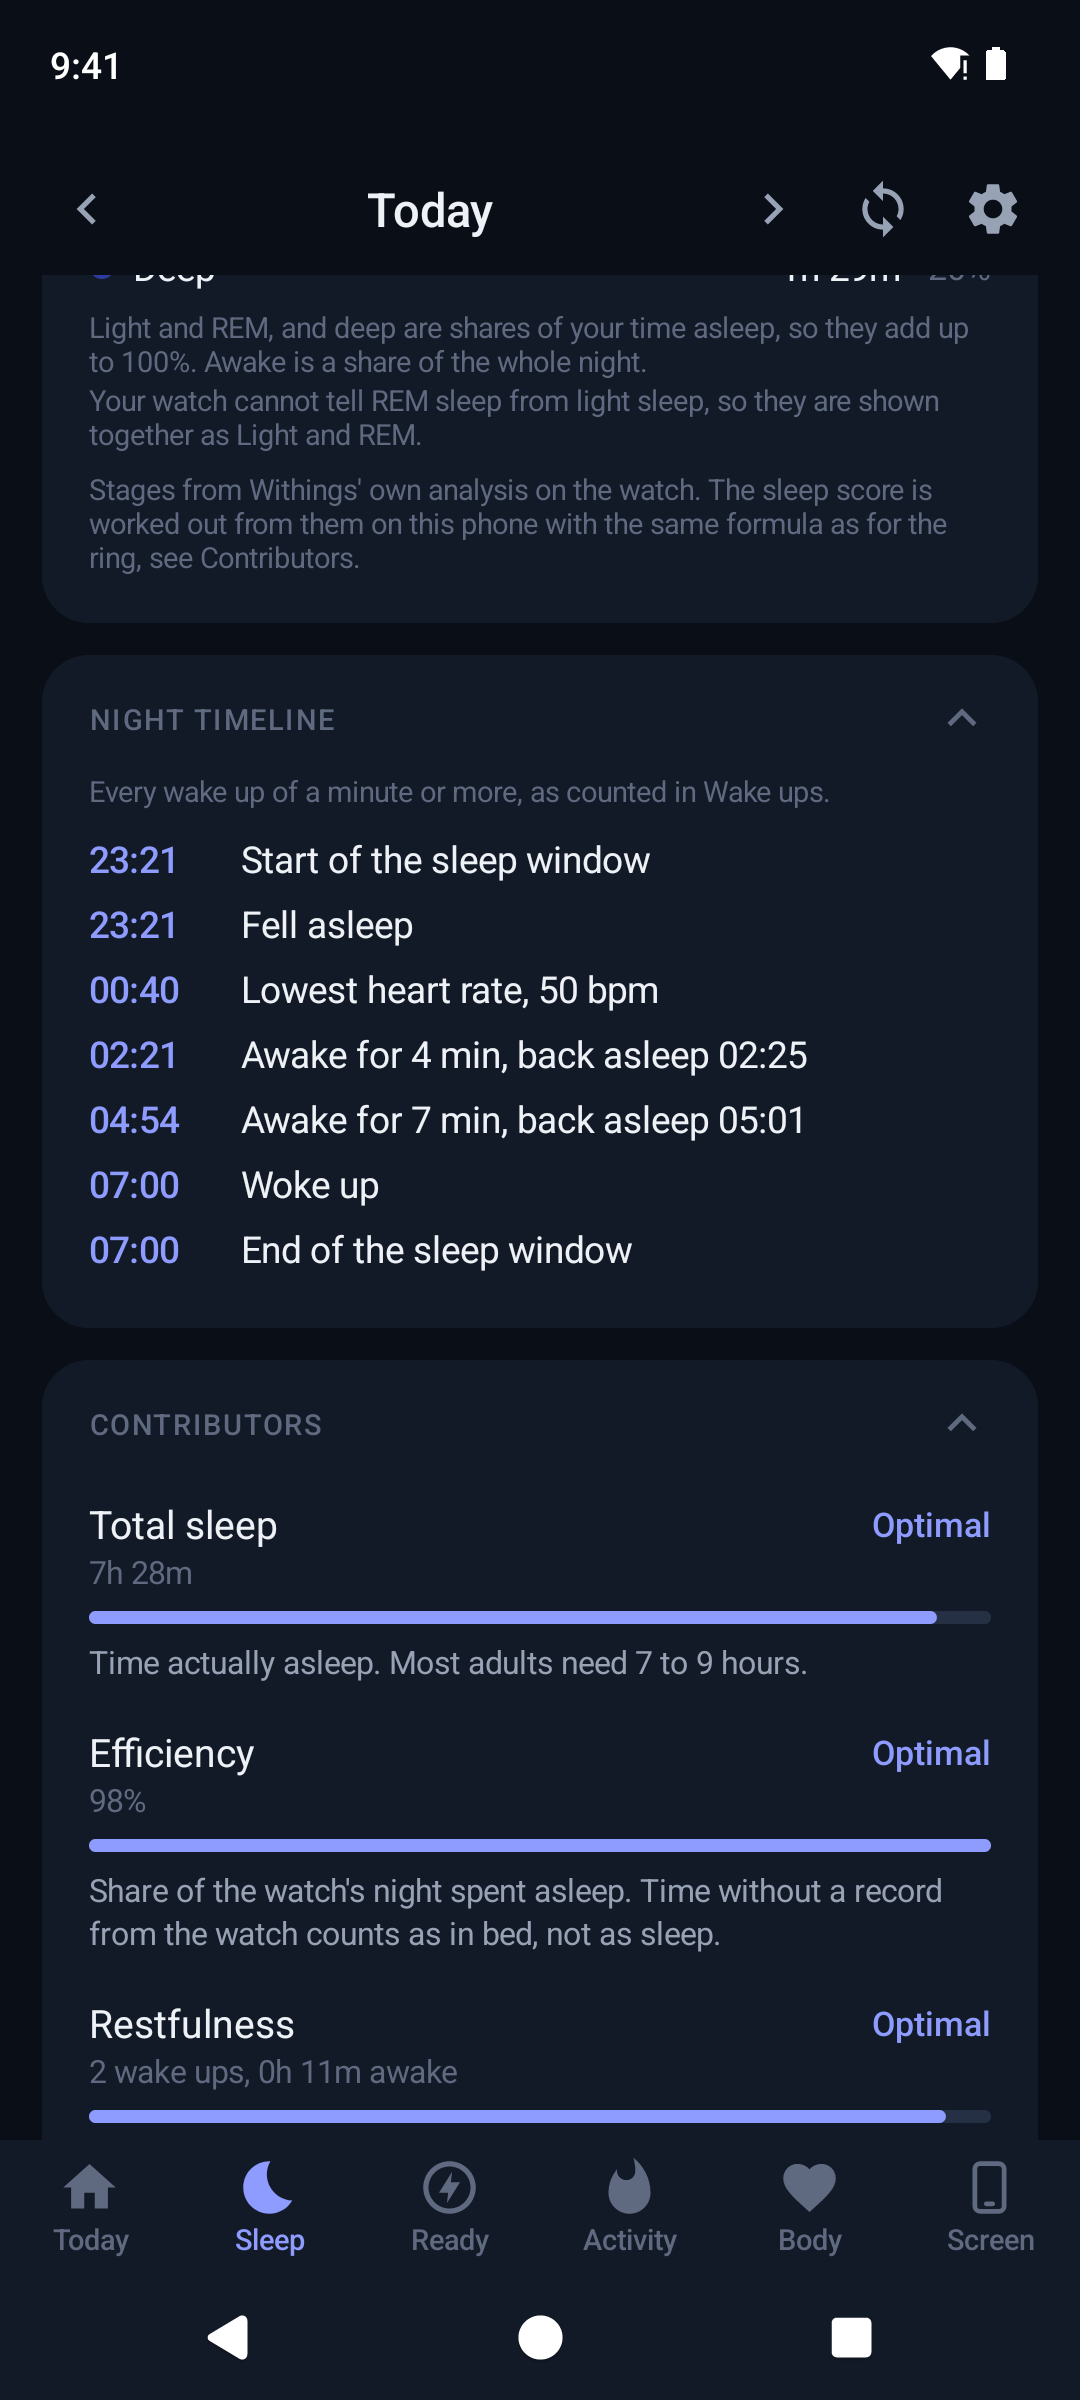 9:41
Today
Deep 1h 29m
Light and REM, and deep are shares of your time asleep, so they add up
to 100%. Awake is a share of the whole night.
Your watch cannot tell REM sleep from light sleep, so they are shown
together as Light and REM.
Stages from Withings' own analysis on the watch. The sleep score is
worked out from them on this phone with the same formula as for the
ring, see Contributors.
NIGHT TIMELINE
Every wake up of a minute or more, as counted in Wake ups.
23:21 Start of the sleep window
23:21 Fell asleep
00:40 Lowest heart rate, 50 bpm
02:21 Awake for 4 min, back asleep 02:25
04:54 Awake for 7 min, back asleep 05:01
07:00 Woke up
07:00 End of the sleep window
CONTRIBUTORS
Total sleep Optimal
7h 28m
Time actually asleep. Most adults need 7 to 9 hours.
Efficiency Optimal
98%
Share of the watch's night spent asleep. Time without a record
from the watch counts as in bed, not as sleep.
Restfulness Optimal
2 wake ups, 0h 11m awake
Today Sleep Ready Activity Body Screen